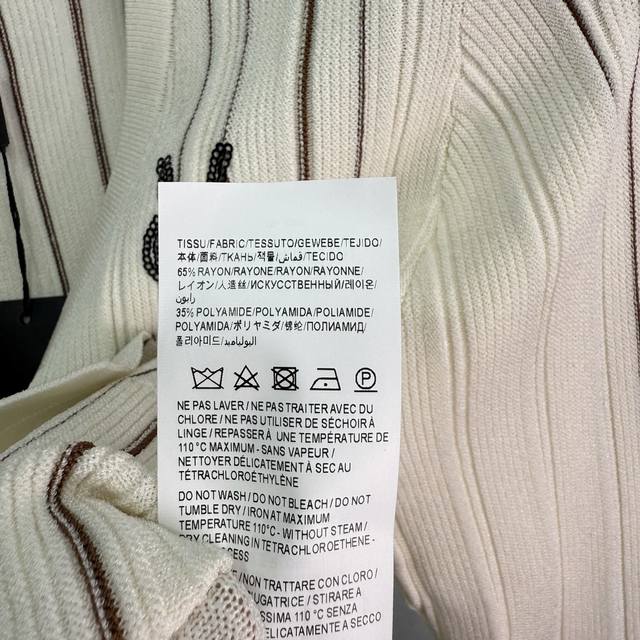 TISSU/FABRIC/TESSUTO/GEWEBE/TEJIDO/
本体/面料/ТКАНЬ/적물/قماش/TECIDO
65% RAYON/RAYONE/RAYON/RAYONNE/
レイオン/人造丝/ИСКУССТВЕННЫЙ/레이온/
رايون
35% POLYAMIDE/POLYAMIDA/POLIAMIDE/
POLYAMIDA/ポリヤミダ/锦纶/ПОЛИАМИД/
폴리아미드/البولياميد
P
NE PAS LAVER / NE PAS TRAITER AVEC DU
CHLORE / NE PAS UTILISER DE SÉCHOIR À
LINGE / REPASSER À UNE TEMPÉRATURE DE
110 °C MAXIMUM - SANS VAPEUR /
NETTOYER DÉLICATEMENT À SEC AU
TÉTRACHLOROÉTHYLÈNE
DO NOT WASH / DO NOT BLEACH / DO NOT
TUMBLE DRY / IRON AT MAXIMUM
TEMPERATURE 110°C - WITHOUT STEAM /
DRY CLEANING IN TETRACHLOROETHENE -
/ NON TRATTARE CON CLORO /
/ STIRARE A
110 °C SENZA
DELICATAMENTE A SECCO